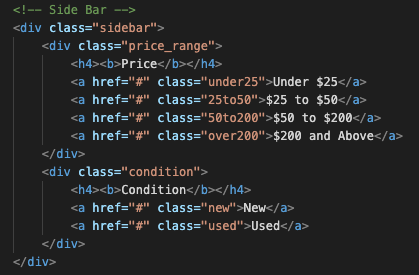 <!-- Side Bar -->
<div class="sidebar">
<div class="price_range">
<h4><b>Price</b></h4>
<a href="#" class="under25">Under $25</a>
<a href="#" class="25to50">$25 to $50</a>
<a href="#" class="50to200">$50 to $200</a>
<a href="#" class="over200">$200 and Above</a>
</div>
<div class="condition">
<h4><b>Condition</b></h4>
<a href="#" class="new">New</a>
<a href="#" class="used">Used</a>
</div>
</div>